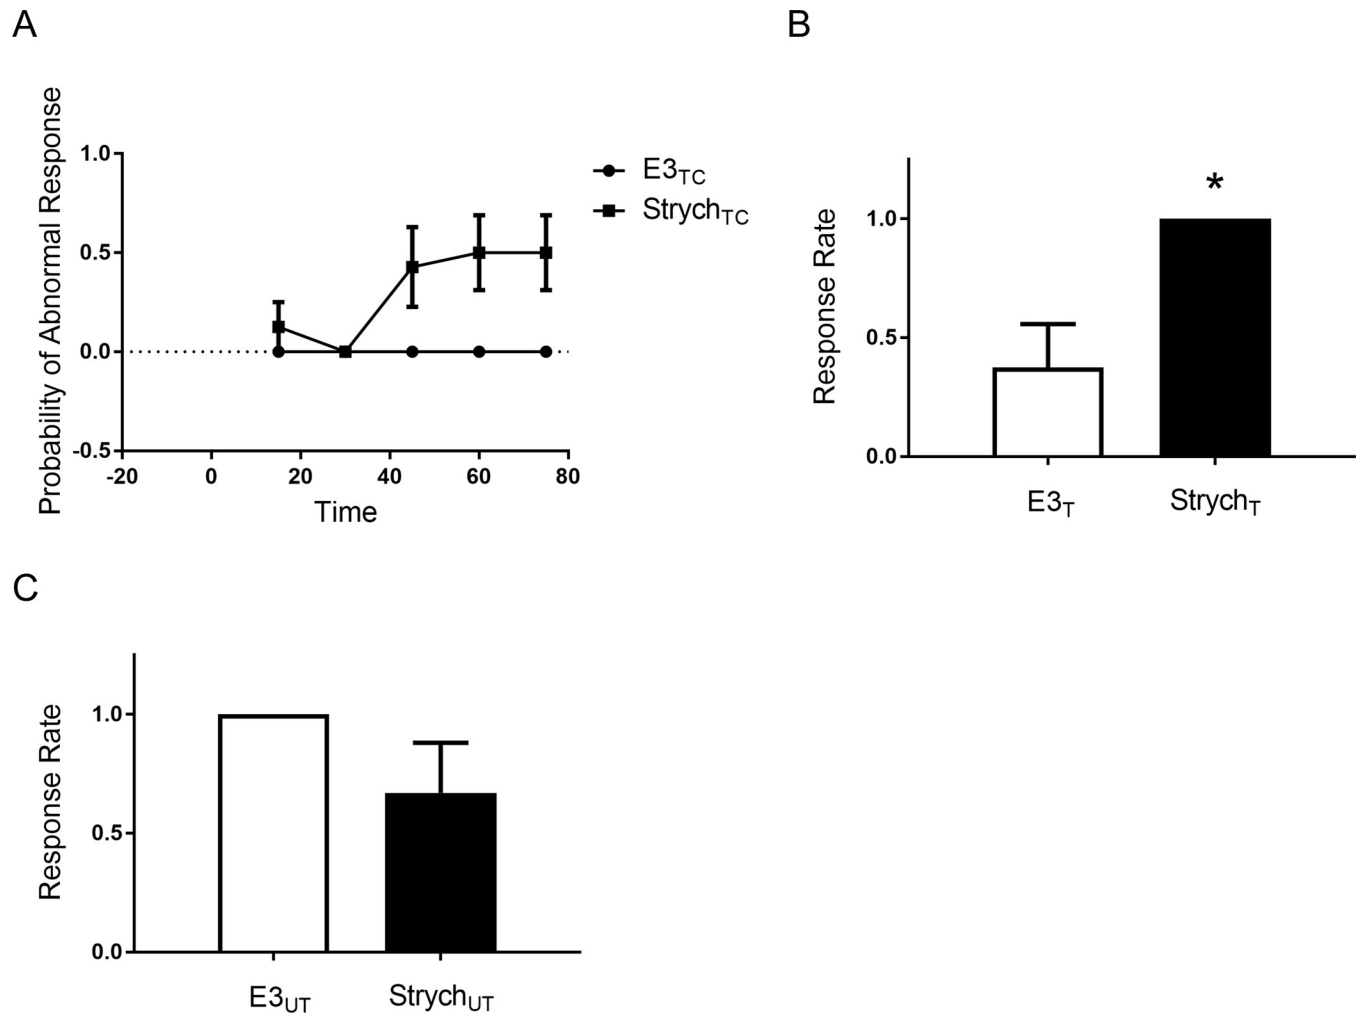 A
Probability of Abnormal Response
1.0
0.5
0.0
-0.5
-20 0 20 40 60 80
Time
E3TC
StrychTC
B
Response Rate
1.0
0.5
0.0
*
E3T
StrychT
C
Response Rate
1.0
0.5
0.0
E3UT
StrychUT